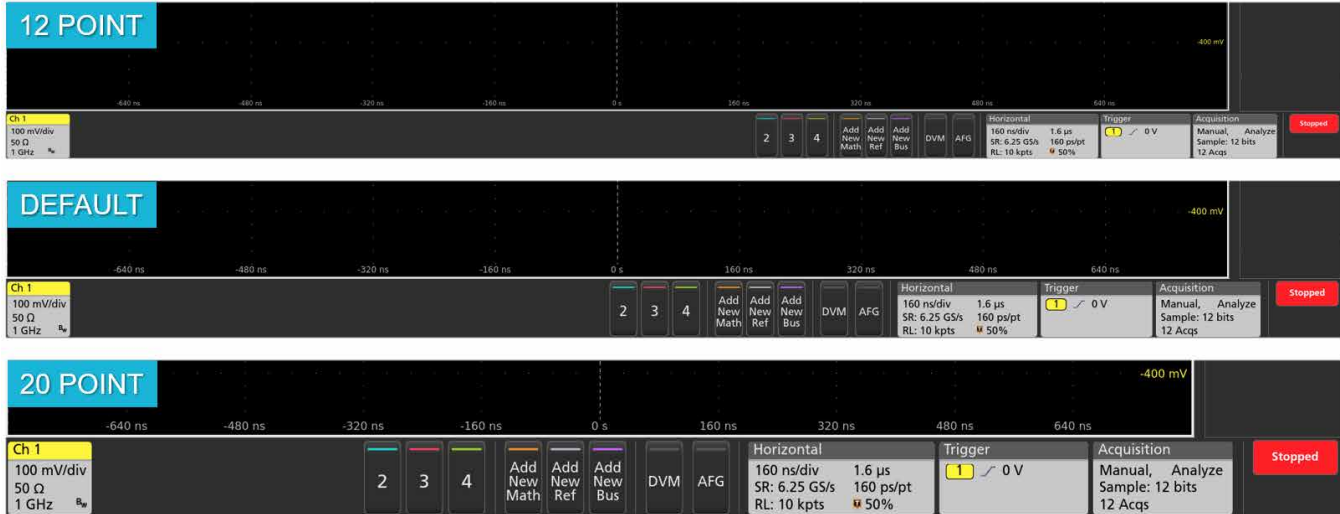 12 POINT
-400 mV
-640 ns -480 ns -320 ns -160 ns 0 s 160 ns 320 ns 480 ns 640 ns
Ch 1
100 mV/div
50 Ω
1 GHz Bw
2 3 4
Add New Math
Add New Ref
Add New Bus
DVM AFG
Horizontal
160 ns/div 1.6 µs
SR: 6.25 GS/s 160 ps/pt
RL: 10 kpts 50%
Trigger
1 0 V
Acquisition
Manual, Analyze
Sample: 12 bits
12 Acqs
Stopped
DEFAULT
-400 mV
-640 ns -480 ns -320 ns -160 ns 0 s 160 ns 320 ns 480 ns 640 ns
Ch 1
100 mV/div
50 Ω
1 GHz Bw
2 3 4
Add New Math
Add New Ref
Add New Bus
DVM AFG
Horizontal
160 ns/div 1.6 µs
SR: 6.25 GS/s 160 ps/pt
RL: 10 kpts 50%
Trigger
1 0 V
Acquisition
Manual, Analyze
Sample: 12 bits
12 Acqs
Stopped
20 POINT
-400 mV
-640 ns -480 ns -320 ns -160 ns 0 s 160 ns 320 ns 480 ns 640 ns
Ch 1
100 mV/div
50 Ω
1 GHz Bw
2 3 4
Add New Math
Add New Ref
Add New Bus
DVM AFG
Horizontal
160 ns/div 1.6 µs
SR: 6.25 GS/s 160 ps/pt
RL: 10 kpts 50%
Trigger
1 0 V
Acquisition
Manual, Analyze
Sample: 12 bits
12 Acqs
Stopped